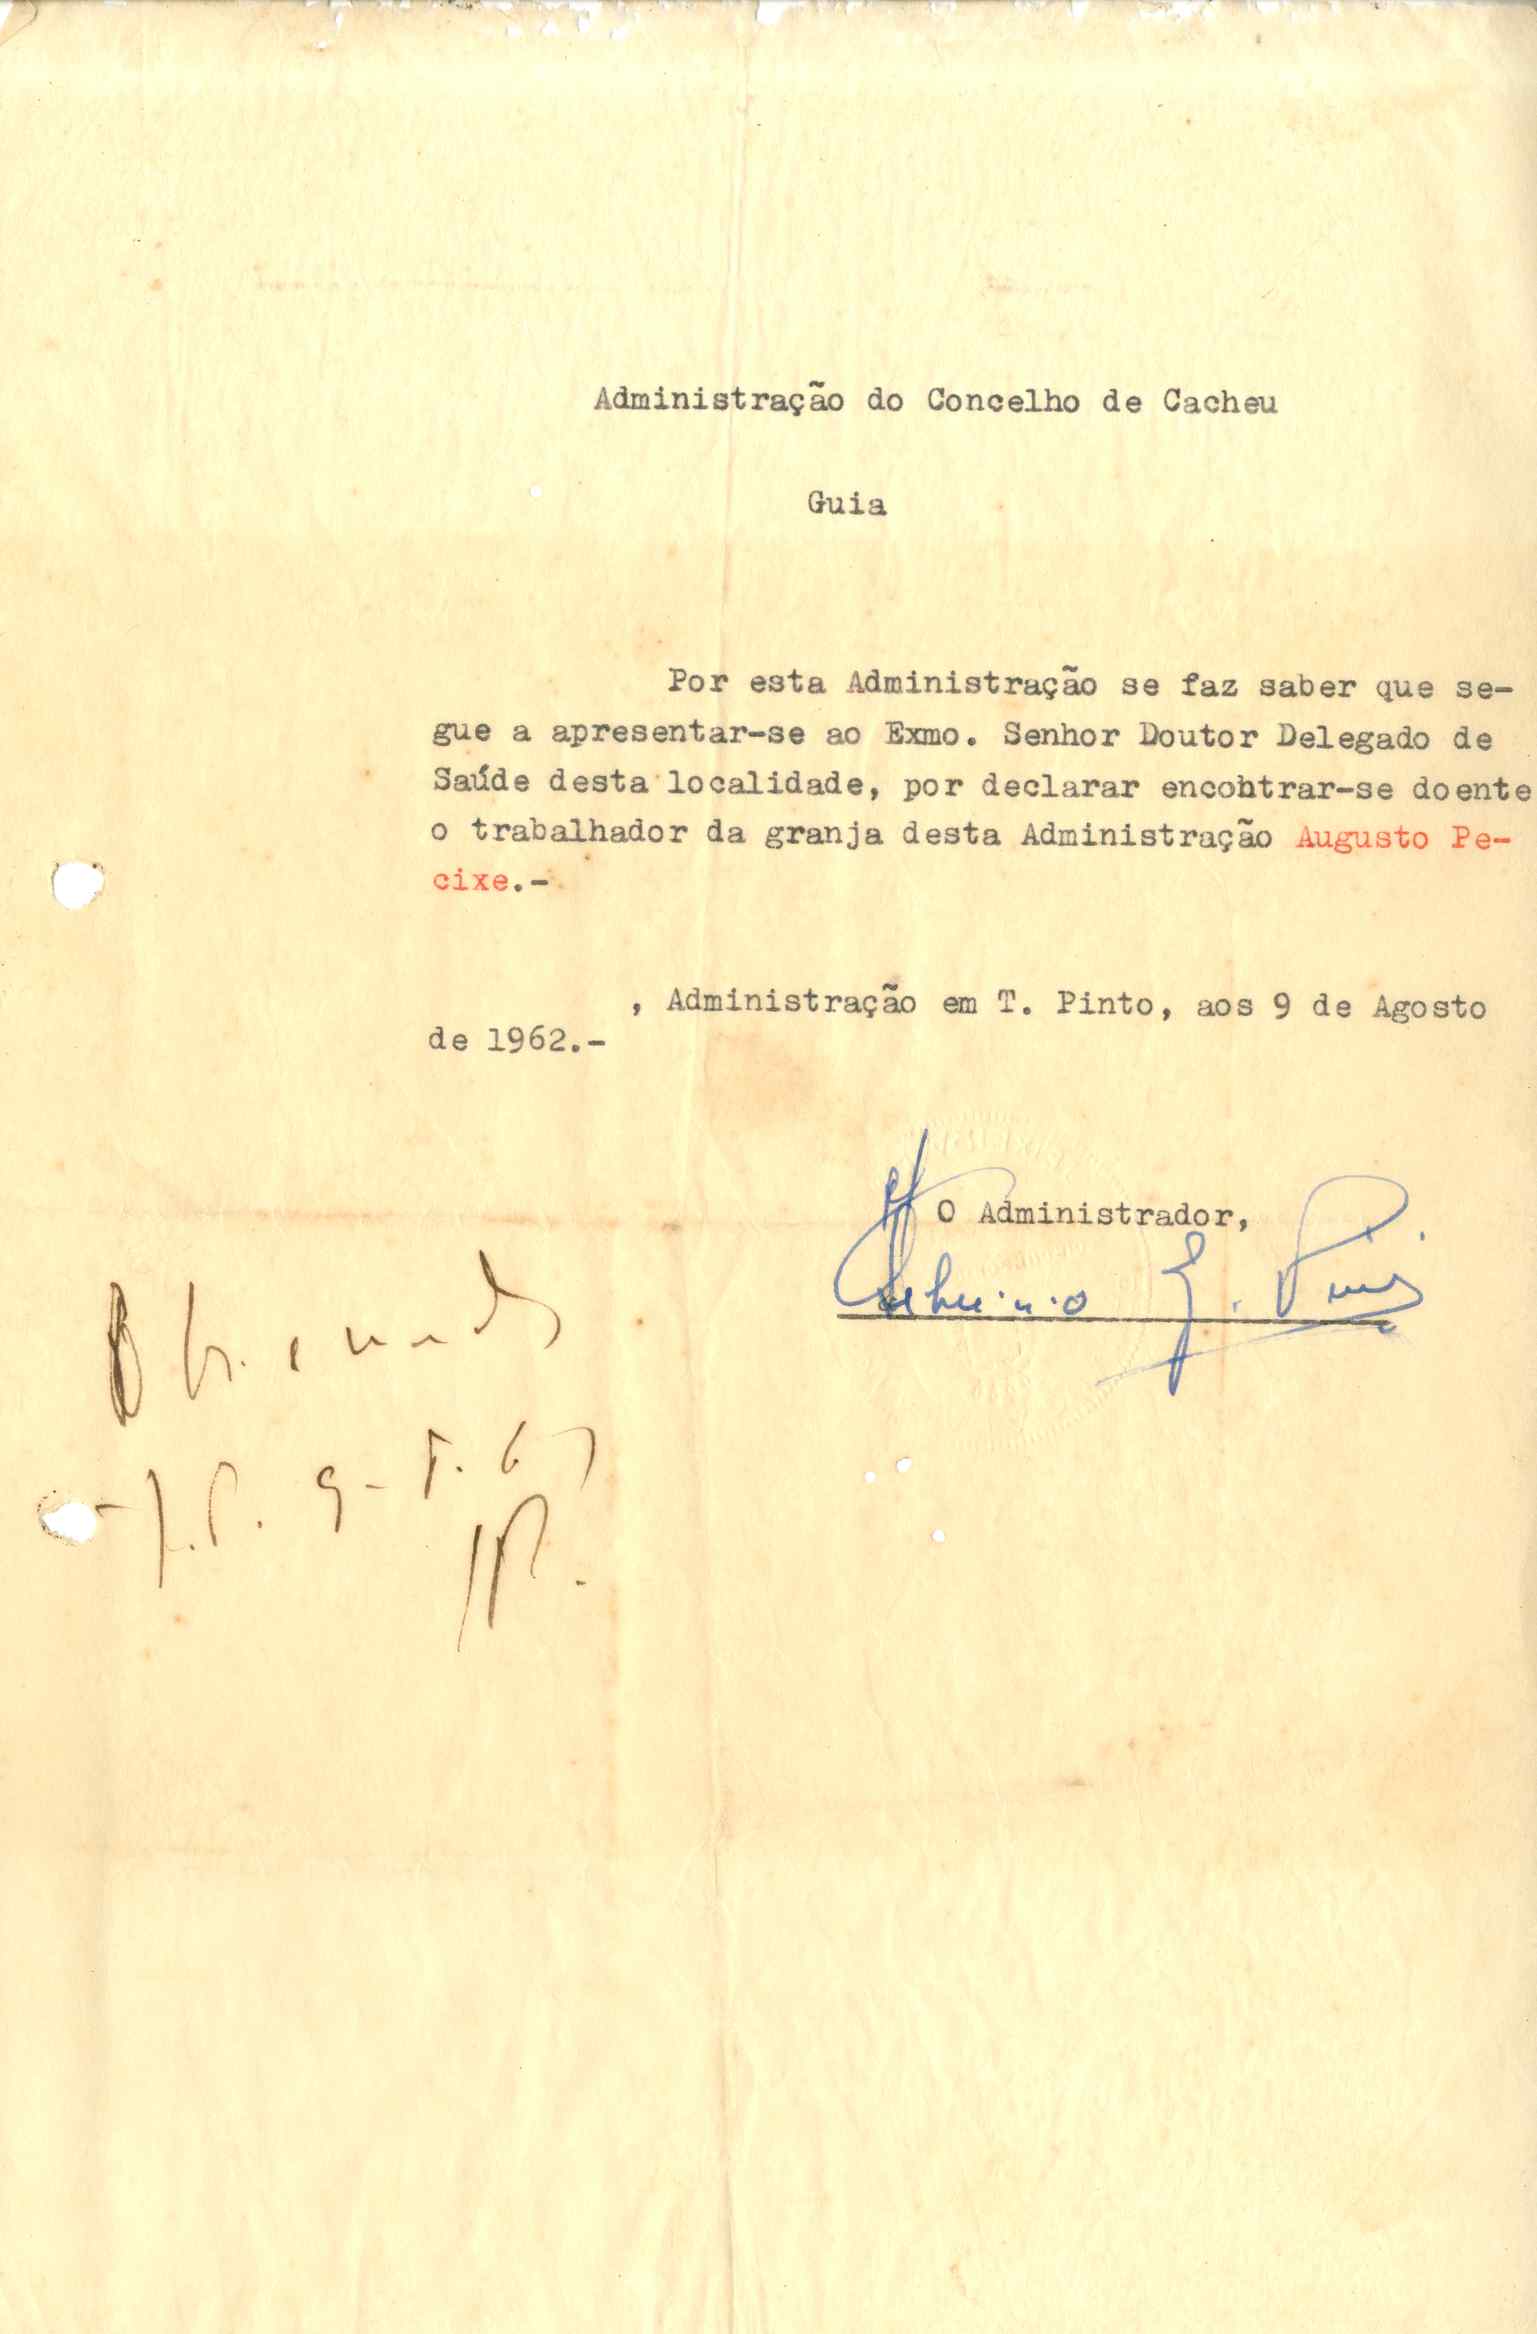 Administração do Concelho de Cacheu
Guia
Por esta Administração se faz saber que se-
gue a apresentar-se ao Exmo. Senhor Doutor Delegado de
Saúde desta localidade, por declarar encontrar-se doente
o trabalhador da granja desta Administração Augusto Pe-
cixe.-
, Administração em T. Pinto, aos 9 de Agosto
de 1962.-
O Administrador,